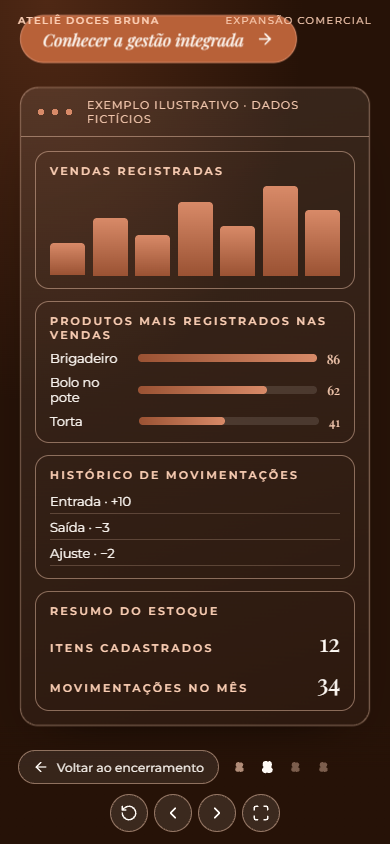 ATELIÊ DOCES BRUNA
EXPANSÃO COMERCIAL
Conhecer a gestão integrada
EXEMPLO ILUSTRATIVO · DADOS
FICTÍCIOS
VENDAS REGISTRADAS
PRODUTOS MAIS REGISTRADOS NAS
VENDAS
Brigadeiro 86
Bolo no
pote 62
Torta 41
HISTÓRICO DE MOVIMENTAÇÕES
Entrada · +10
Saída · −3
Ajuste · −2
RESUMO DO ESTOQUE
ITENS CADASTRADOS 12
MOVIMENTAÇÕES NO MÊS 34
Voltar ao encerramento